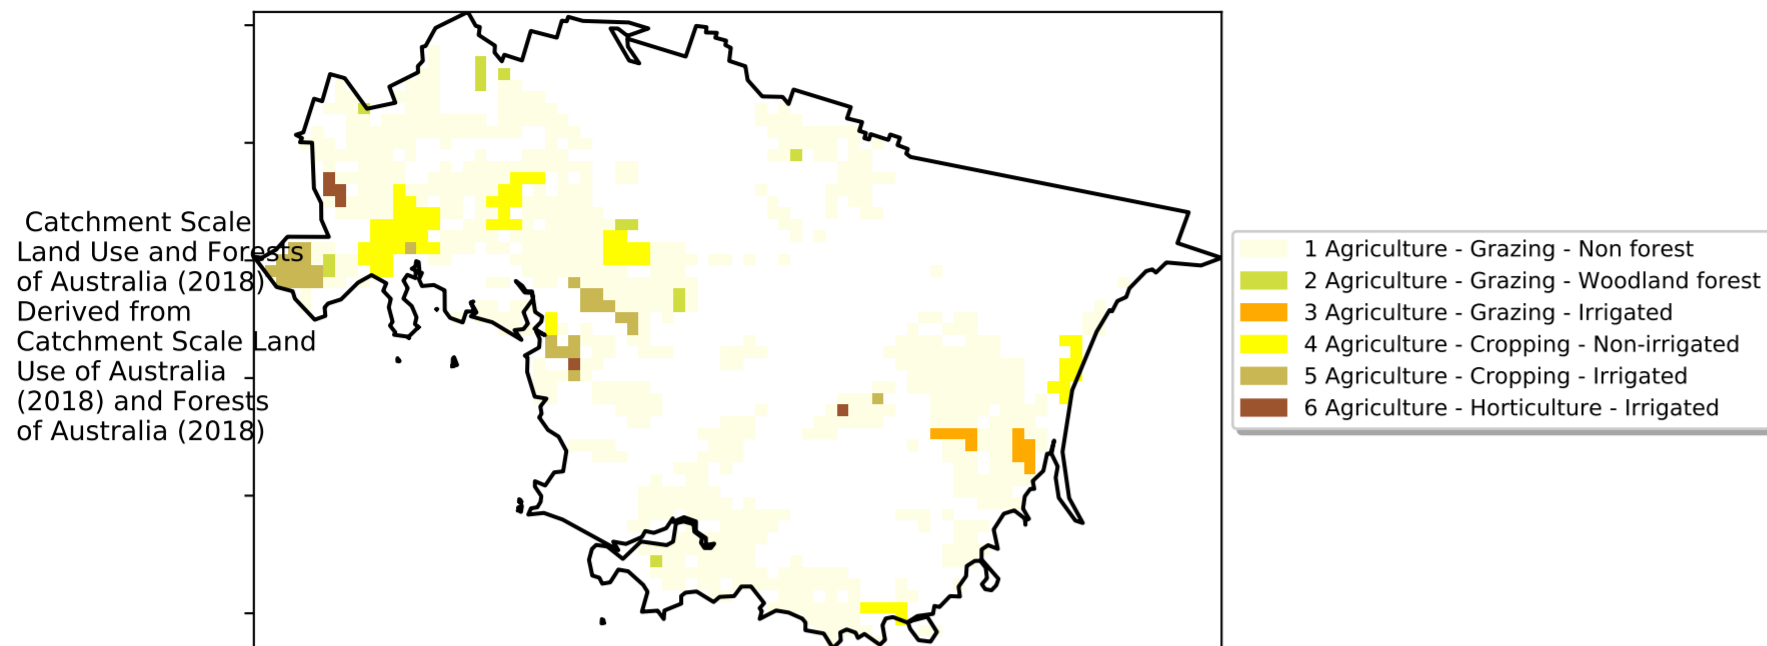 Catchment Scale
Land Use and Forests
of Australia (2018)
Derived from
Catchment Scale Land
Use of Australia
(2018) and Forests
of Australia (2018)
1 Agriculture - Grazing - Non forest
2 Agriculture - Grazing - Woodland forest
3 Agriculture - Grazing - Irrigated
4 Agriculture - Cropping - Non-irrigated
5 Agriculture - Cropping - Irrigated
6 Agriculture - Horticulture - Irrigated